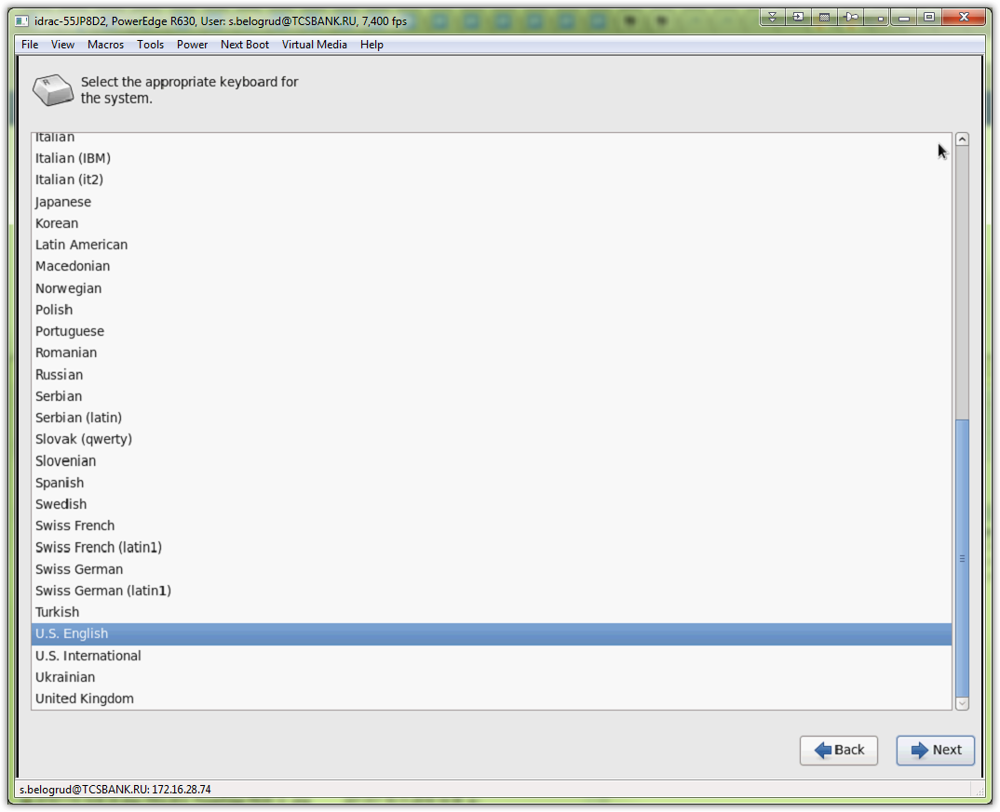 idrac-55JP8D2, PowerEdge R630, User: s.belogrud@TCSBANK.RU, 7,400 fps
File View Macros Tools Power Next Boot Virtual Media Help
Select the appropriate keyboard for
the system.
Italian
Italian (IBM)
Italian (it2)
Japanese
Korean
Latin American
Macedonian
Norwegian
Polish
Portuguese
Romanian
Russian
Serbian
Serbian (latin)
Slovak (qwerty)
Slovenian
Spanish
Swedish
Swiss French
Swiss French (latin1)
Swiss German
Swiss German (latin1)
Turkish
U.S. English
U.S. International
Ukrainian
United Kingdom
Back Next
s.belogrud@TCSBANK.RU: 172.16.28.74